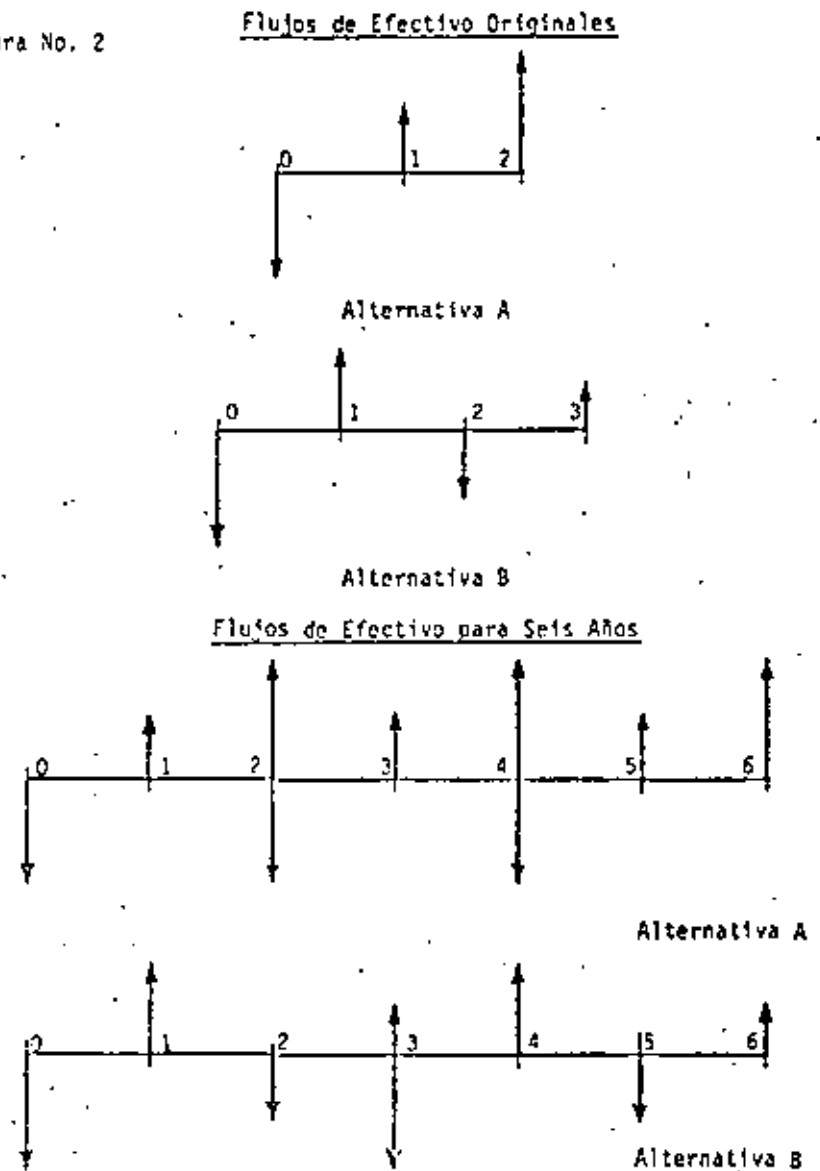 ra No. 2
Flujos de Efectivo Originales
0 1 2
Alternativa A
0 1 2 3
Alternativa B
Flujos de Efectivo para Seis Años
0 1 2 3 4 5 6
Alternativa A
0 1 2 3 4 5 6
Alternativa B